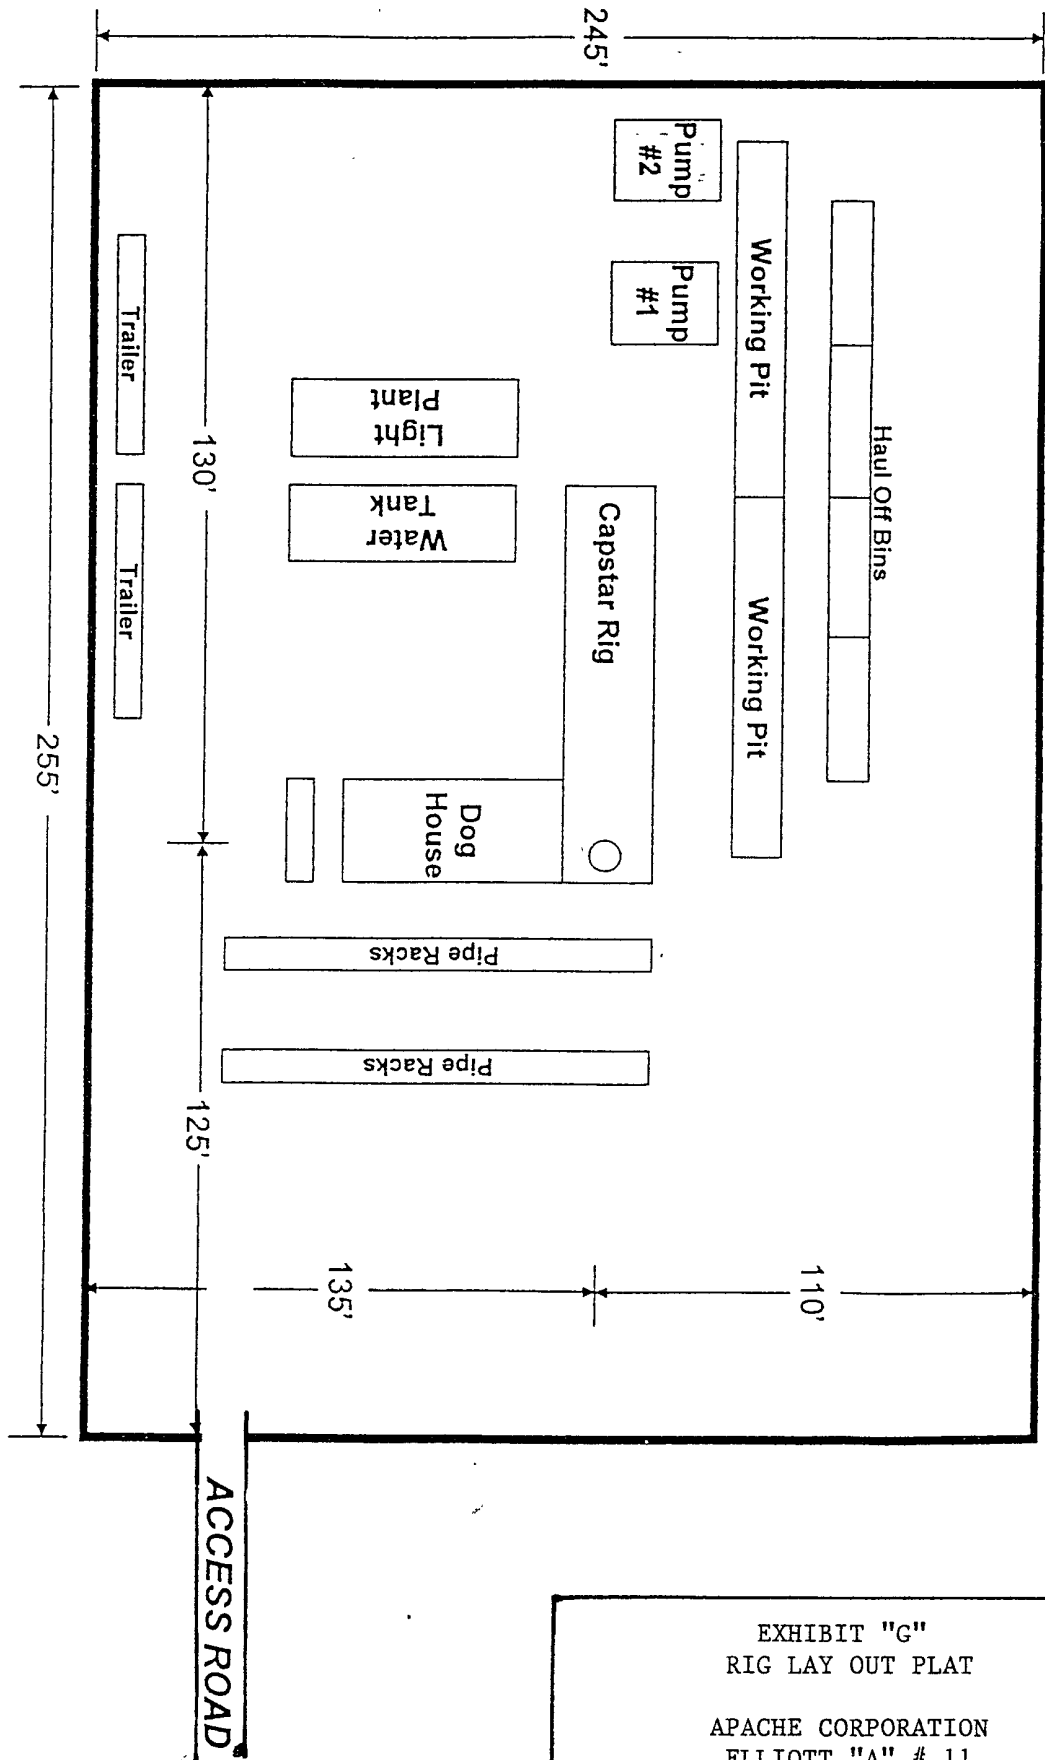 245'
Pump
#2
Pump
#1
Working Pit
Working Pit
Haul Off Bins
Trailer
Trailer
Light
Plant
Water
Tank
Capstar Rig
Dog
House
Pipe Racks
Pipe Racks
130'
125'
255'
135'
110'
ACCESS ROAD
EXHIBIT "G"
RIG LAY OUT PLAT
APACHE CORPORATION
ELLIOTT "A" # 11